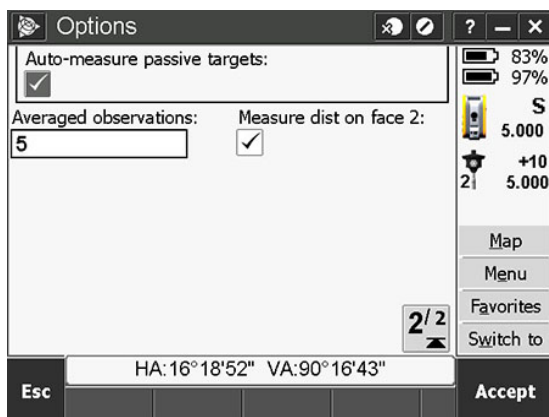 Options
? – ×
Auto-measure passive targets:
83%
97%
Averaged observations: Measure dist on face 2:
5
S
5.000
+10
2 5.000
Map
Menu
Favorites
2/2
Switch to
HA:16°18'52" VA:90°16'43"
Esc
Accept